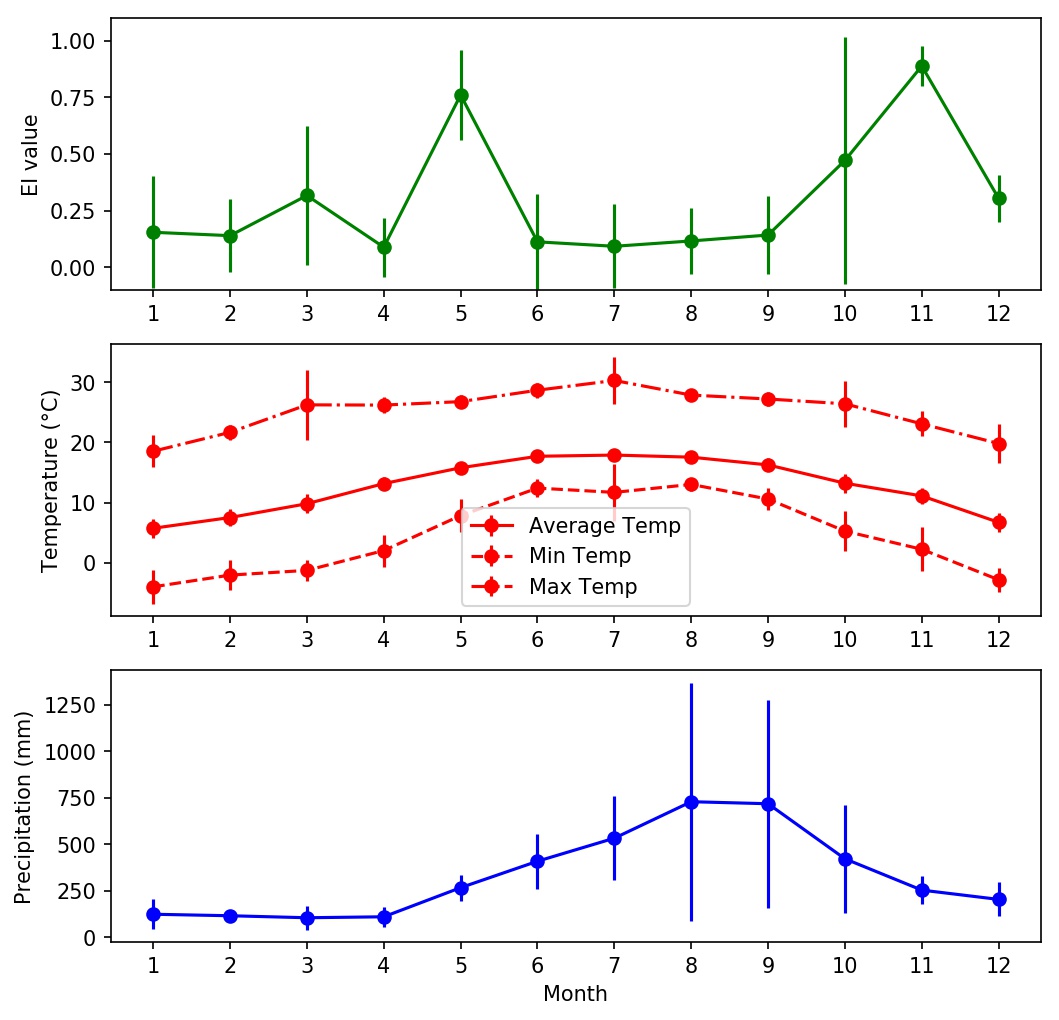 1.00
0.75
0.50
0.25
0.00
EI value
1 2 3 4 5 6 7 8 9 10 11 12
30
20
10
0
Temperature (°C)
Average Temp
Min Temp
Max Temp
1 2 3 4 5 6 7 8 9 10 11 12
1250
1000
750
500
250
0
Precipitation (mm)
1 2 3 4 5 6 7 8 9 10 11 12
Month